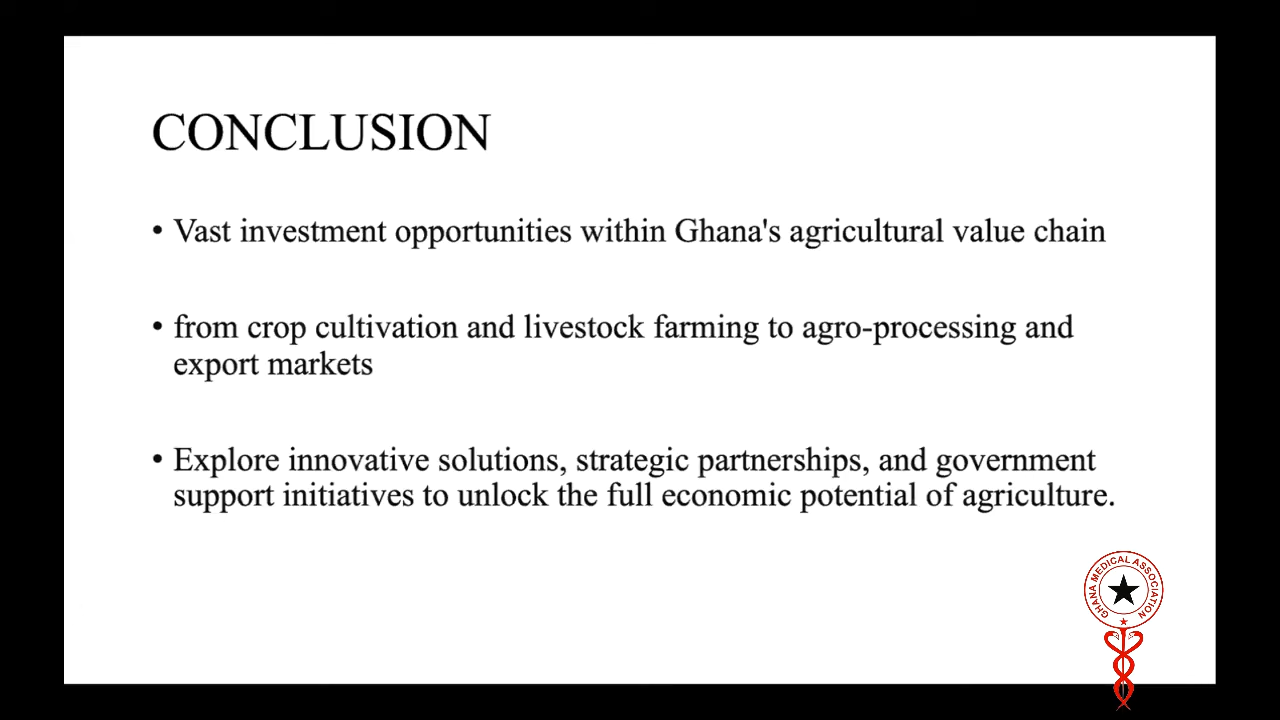 CONCLUSION
• Vast investment opportunities within Ghana's agricultural value chain
• from crop cultivation and livestock farming to agro-processing and
export markets
• Explore innovative solutions, strategic partnerships, and government
support initiatives to unlock the full economic potential of agriculture.
GHANA MEDICAL ASSOCIATION